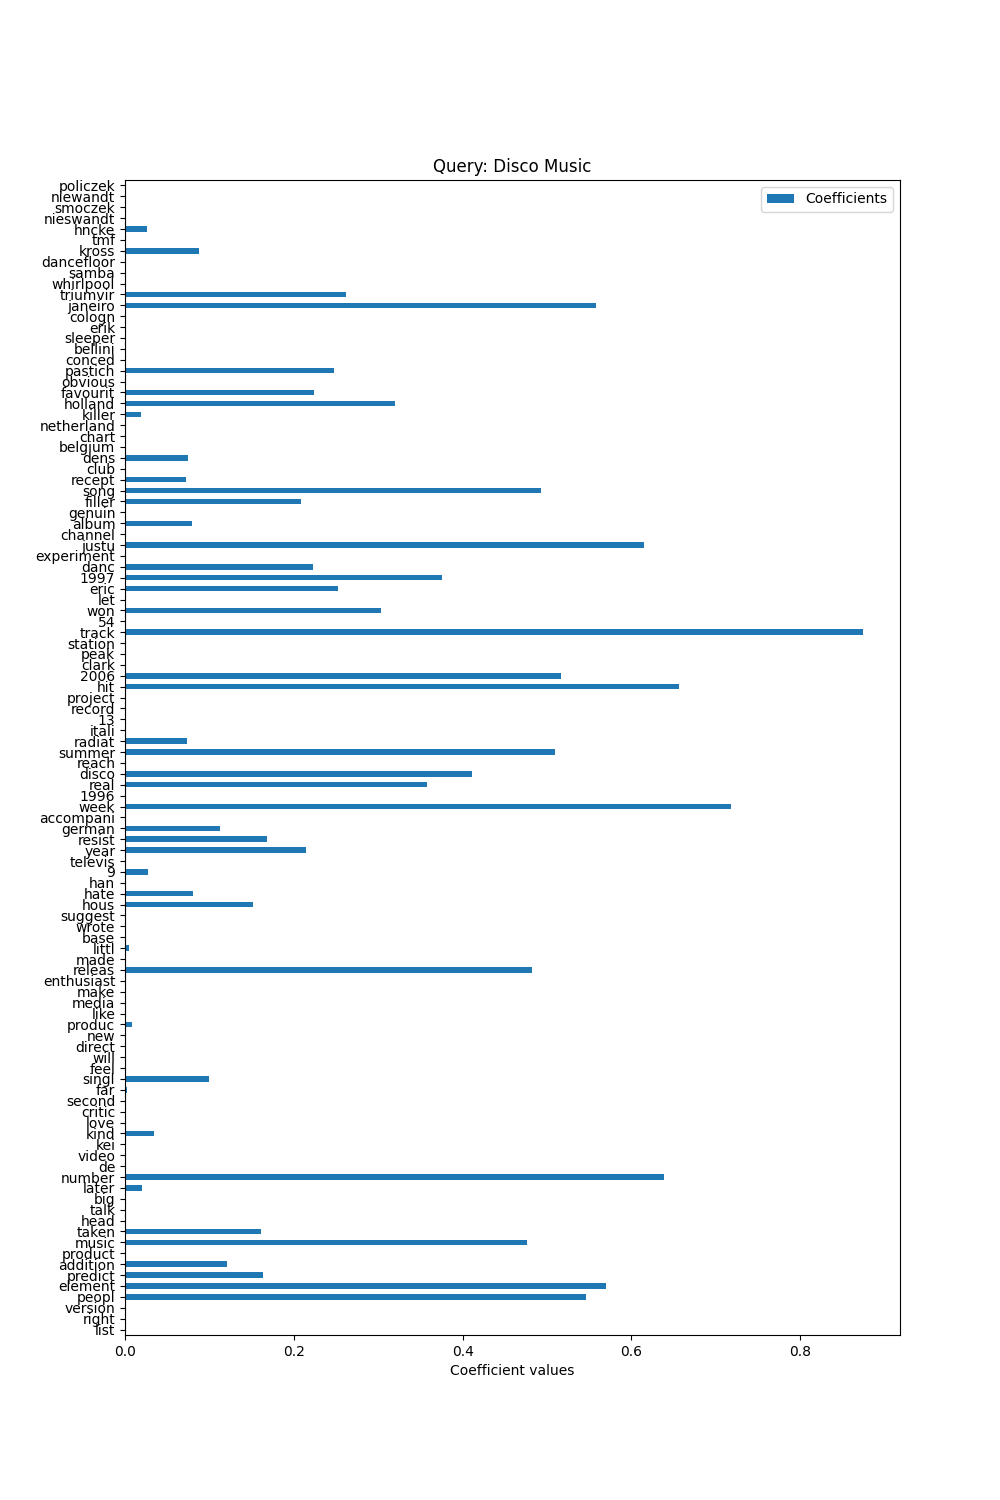 Query: Disco Music
Coefficients
policzek
niewandt
smoczek
nieswandt
hncke
tmf
kross
dancefloor
samba
whirlpool
triumvir
janeiro
cologn
erik
sleeper
bellini
conced
pastich
obvious
favourit
holland
killer
netherland
chart
belgium
dens
club
recept
song
filler
genuin
album
channel
justu
experiment
danc
1997
eric
let
won
54
track
station
peak
clark
2006
hit
project
record
13
itali
radiat
summer
reach
disco
real
1996
week
accompani
german
resist
year
televis
9
han
hate
hous
suggest
wrote
base
littl
made
releas
enthusiast
make
media
like
produc
new
direct
will
feel
singl
far
second
critic
love
kind
kei
video
de
number
later
big
talk
head
taken
music
product
addition
predict
element
peopl
version
right
list
0.0 0.2 0.4 0.6 0.8
Coefficient values